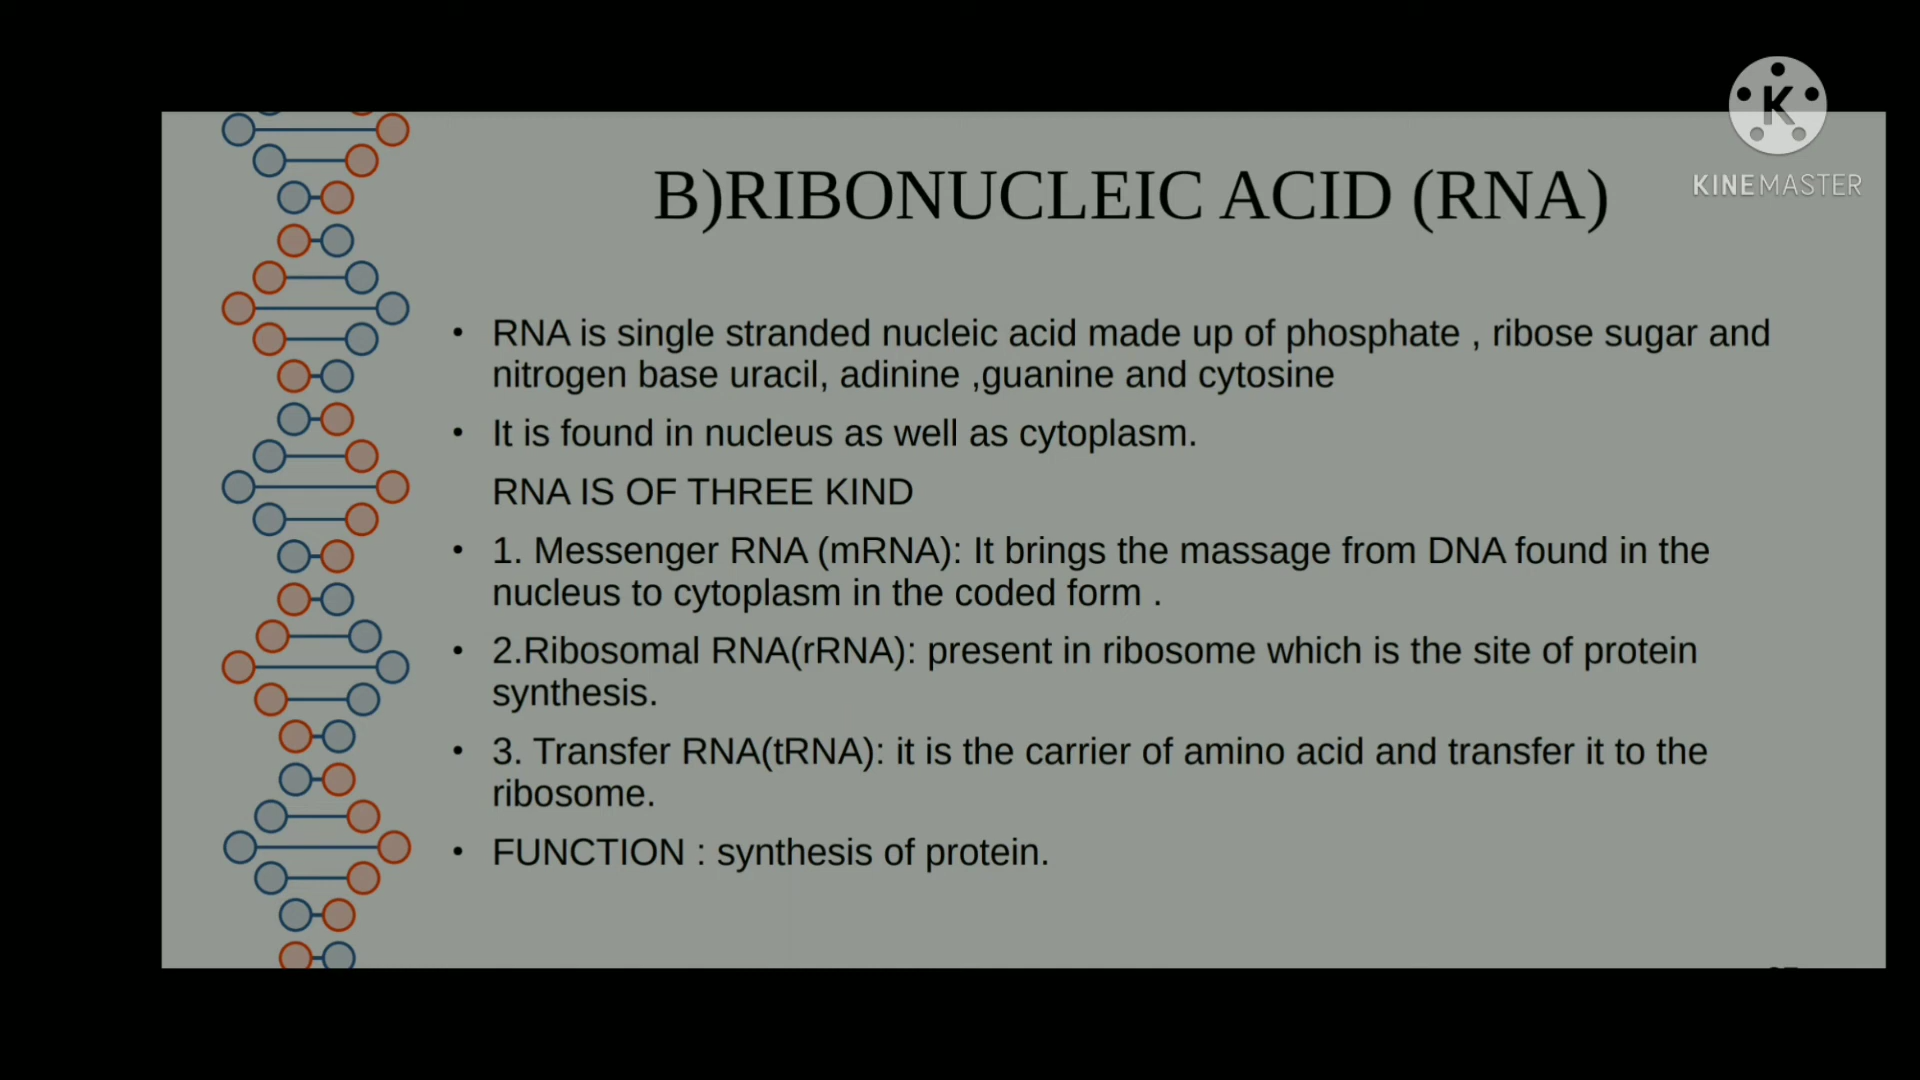 K
KINEMASTER
B)RIBONUCLEIC ACID (RNA)
• RNA is single stranded nucleic acid made up of phosphate , ribose sugar and
nitrogen base uracil, adinine ,guanine and cytosine
• It is found in nucleus as well as cytoplasm.
RNA IS OF THREE KIND
• 1. Messenger RNA (mRNA): It brings the massage from DNA found in the
nucleus to cytoplasm in the coded form .
• 2.Ribosomal RNA(rRNA): present in ribosome which is the site of protein
synthesis.
• 3. Transfer RNA(tRNA): it is the carrier of amino acid and transfer it to the
ribosome.
• FUNCTION : synthesis of protein.